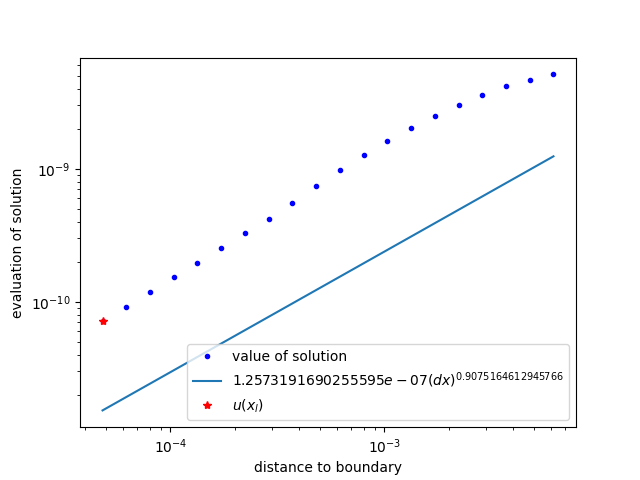 10⁻⁹
10⁻¹⁰
evaluation of solution
value of solution
1.2573191690255595e − 07(dx)^0.9075164612945766
u(x_l)
10⁻⁴
10⁻³
distance to boundary